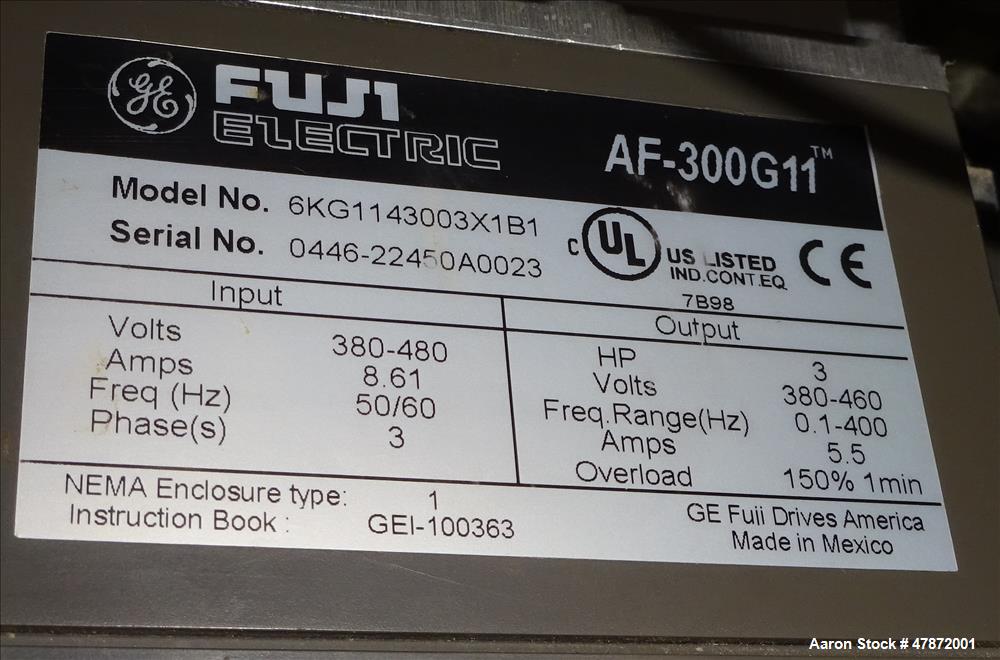 GE FUJI
ELECTRIC
AF-300G11™
Model No. 6KG1143003X1B1
Serial No. 0446-22450A0023
c UL US LISTED
IND.CONT.EQ.
7B98
CE
Input
Volts 380-480
Amps 8.61
Freq (Hz) 50/60
Phase(s) 3
Output
HP 3
Volts 380-460
Freq.Range(Hz) 0.1-400
Amps 5.5
Overload 150% 1min
NEMA Enclosure type: 1
Instruction Book : GEI-100363
GE Fuji Drives America
Made in Mexico
Aaron Stock # 47872001